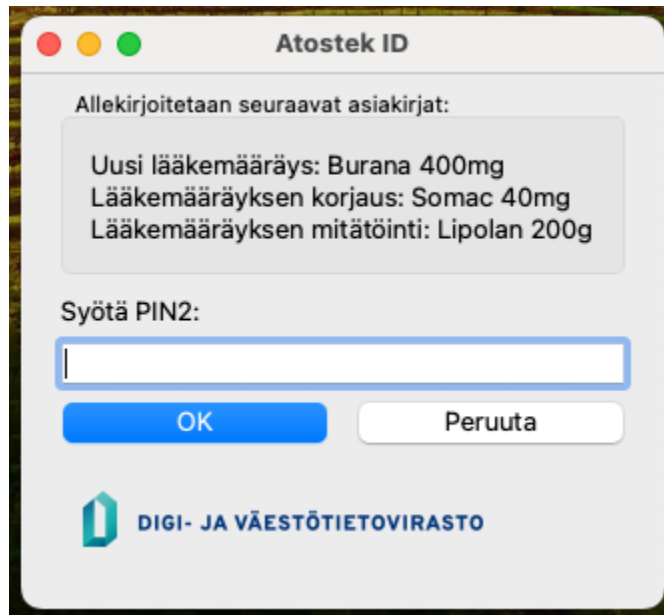 Atostek ID
Allekirjoitetaan seuraavat asiakirjat:
Uusi lääkemääräys: Burana 400mg
Lääkemääräyksen korjaus: Somac 40mg
Lääkemääräyksen mitätöinti: Lipolan 200g
Syötä PIN2:
OK Peruuta
DIGI- JA VÄESTÖTIETOVIRASTO